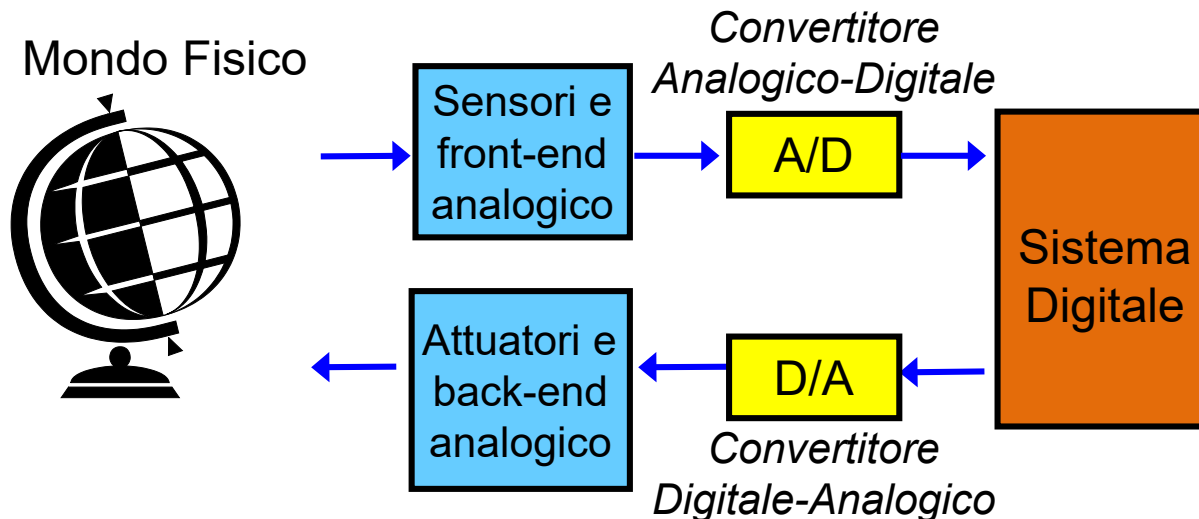 Mondo Fisico
Sensori e
front-end
analogico
Convertitore
Analogico-Digitale
A/D
Sistema
Digitale
Attuatori e
back-end
analogico
D/A
Convertitore
Digitale-Analogico